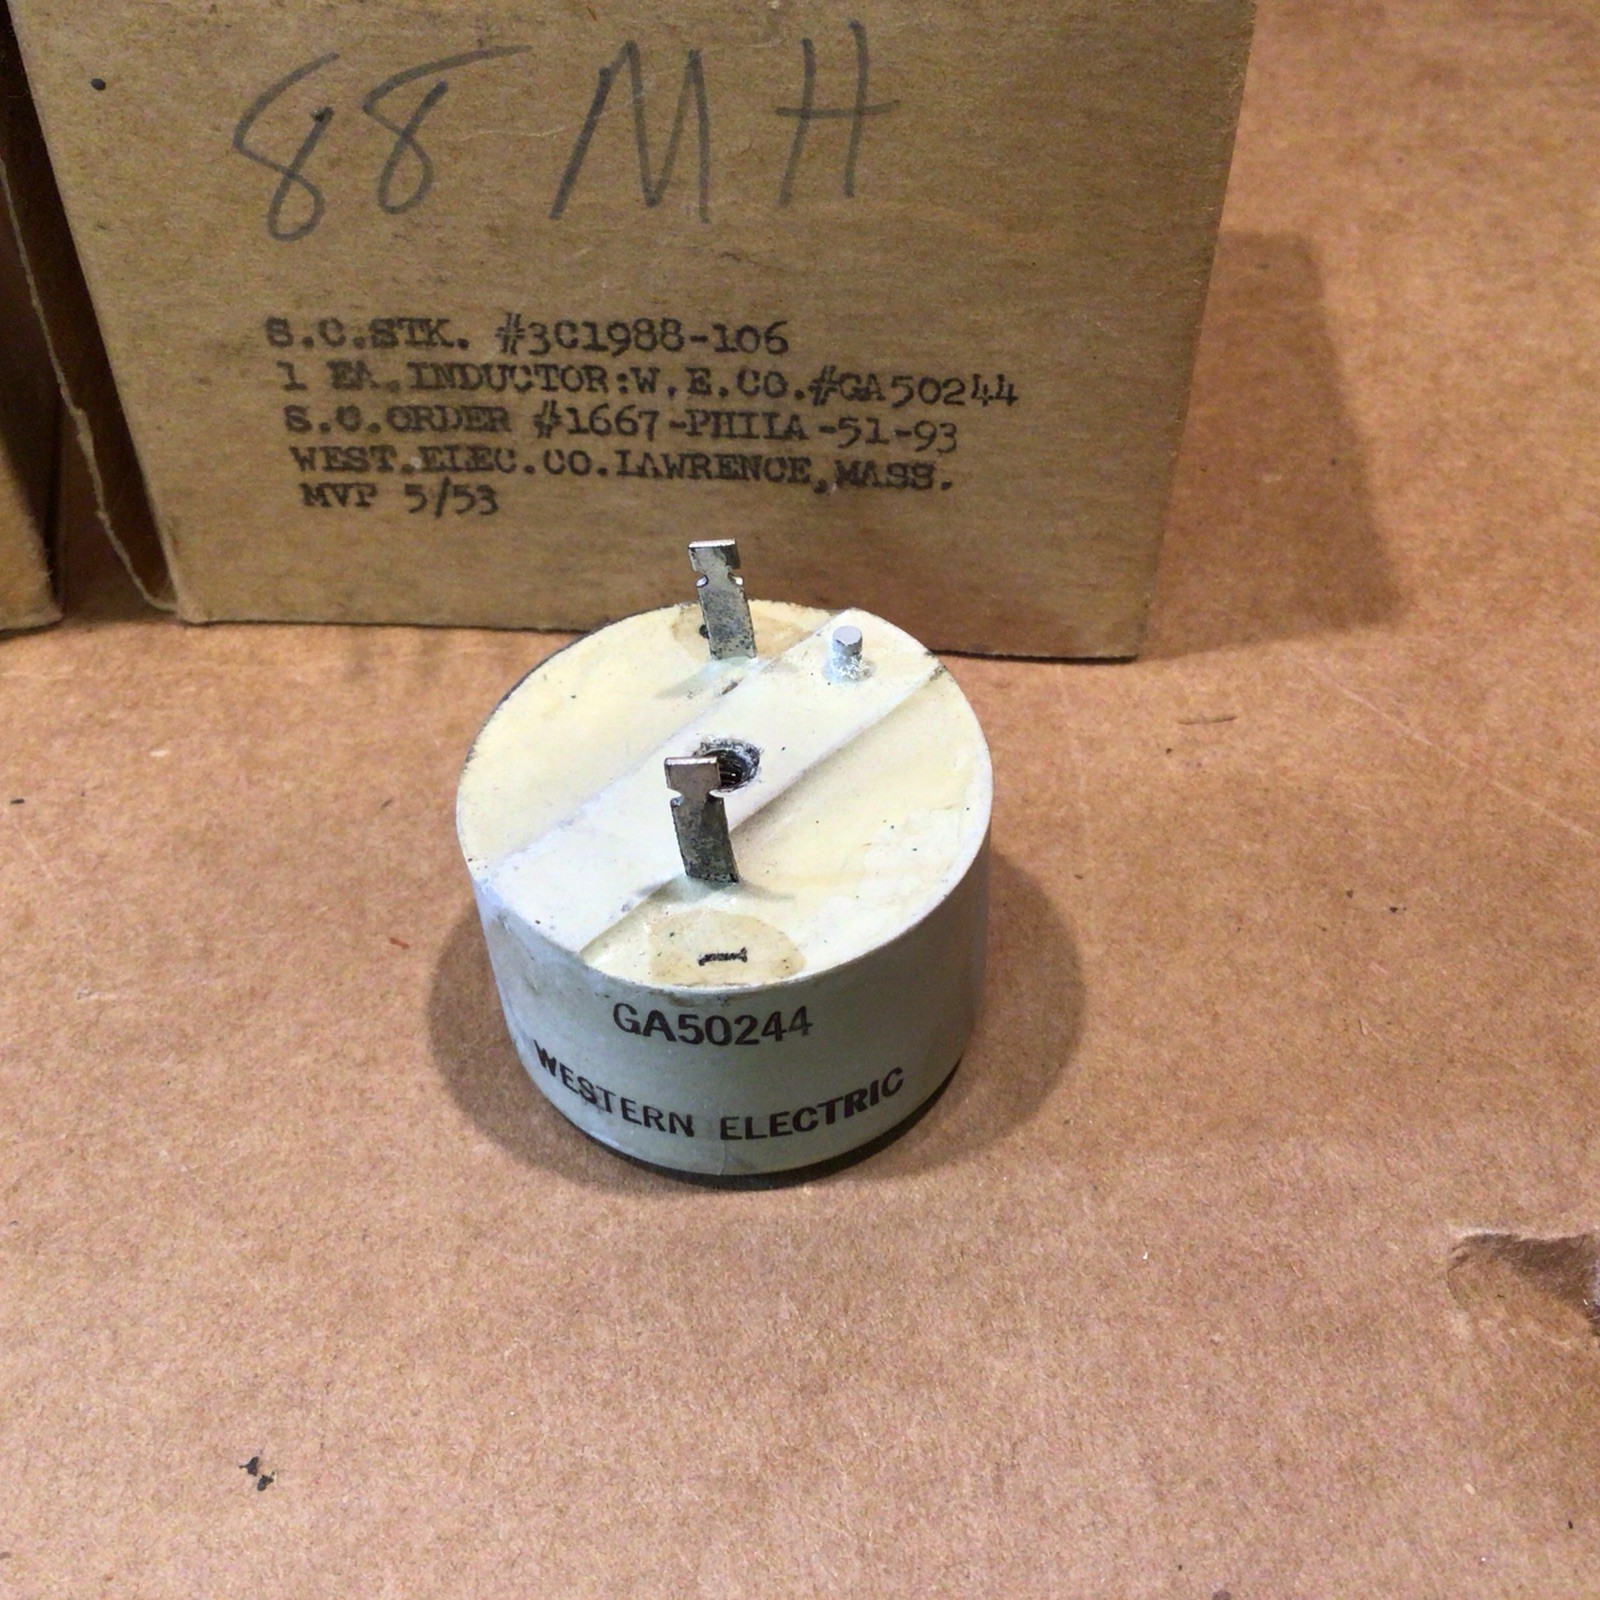 88 MH
S.C.STK. #3C1988-106
1 EA.INDUCTOR:W.E.CO.#GA50244
S.C.ORDER #1667-PHILA-51-93
WEST.ELEC.CO.LAWRENCE,MASS.
MVP 5/53
1
GA50244
WESTERN ELECTRIC